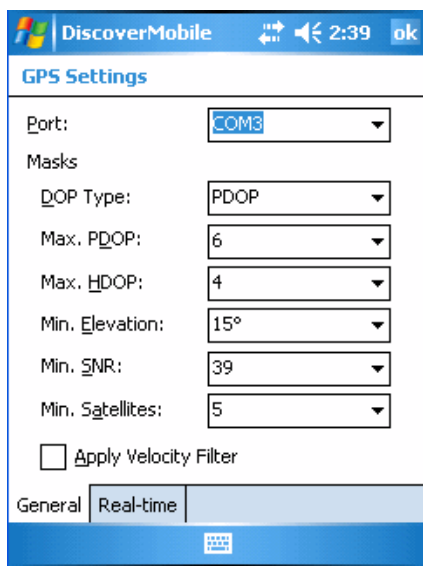 DiscoverMobile 2:39 ok
GPS Settings
Port: COM3
Masks
DOP Type: PDOP
Max. PDOP: 6
Max. HDOP: 4
Min. Elevation: 15°
Min. SNR: 39
Min. Satellites: 5
Apply Velocity Filter
General Real-time